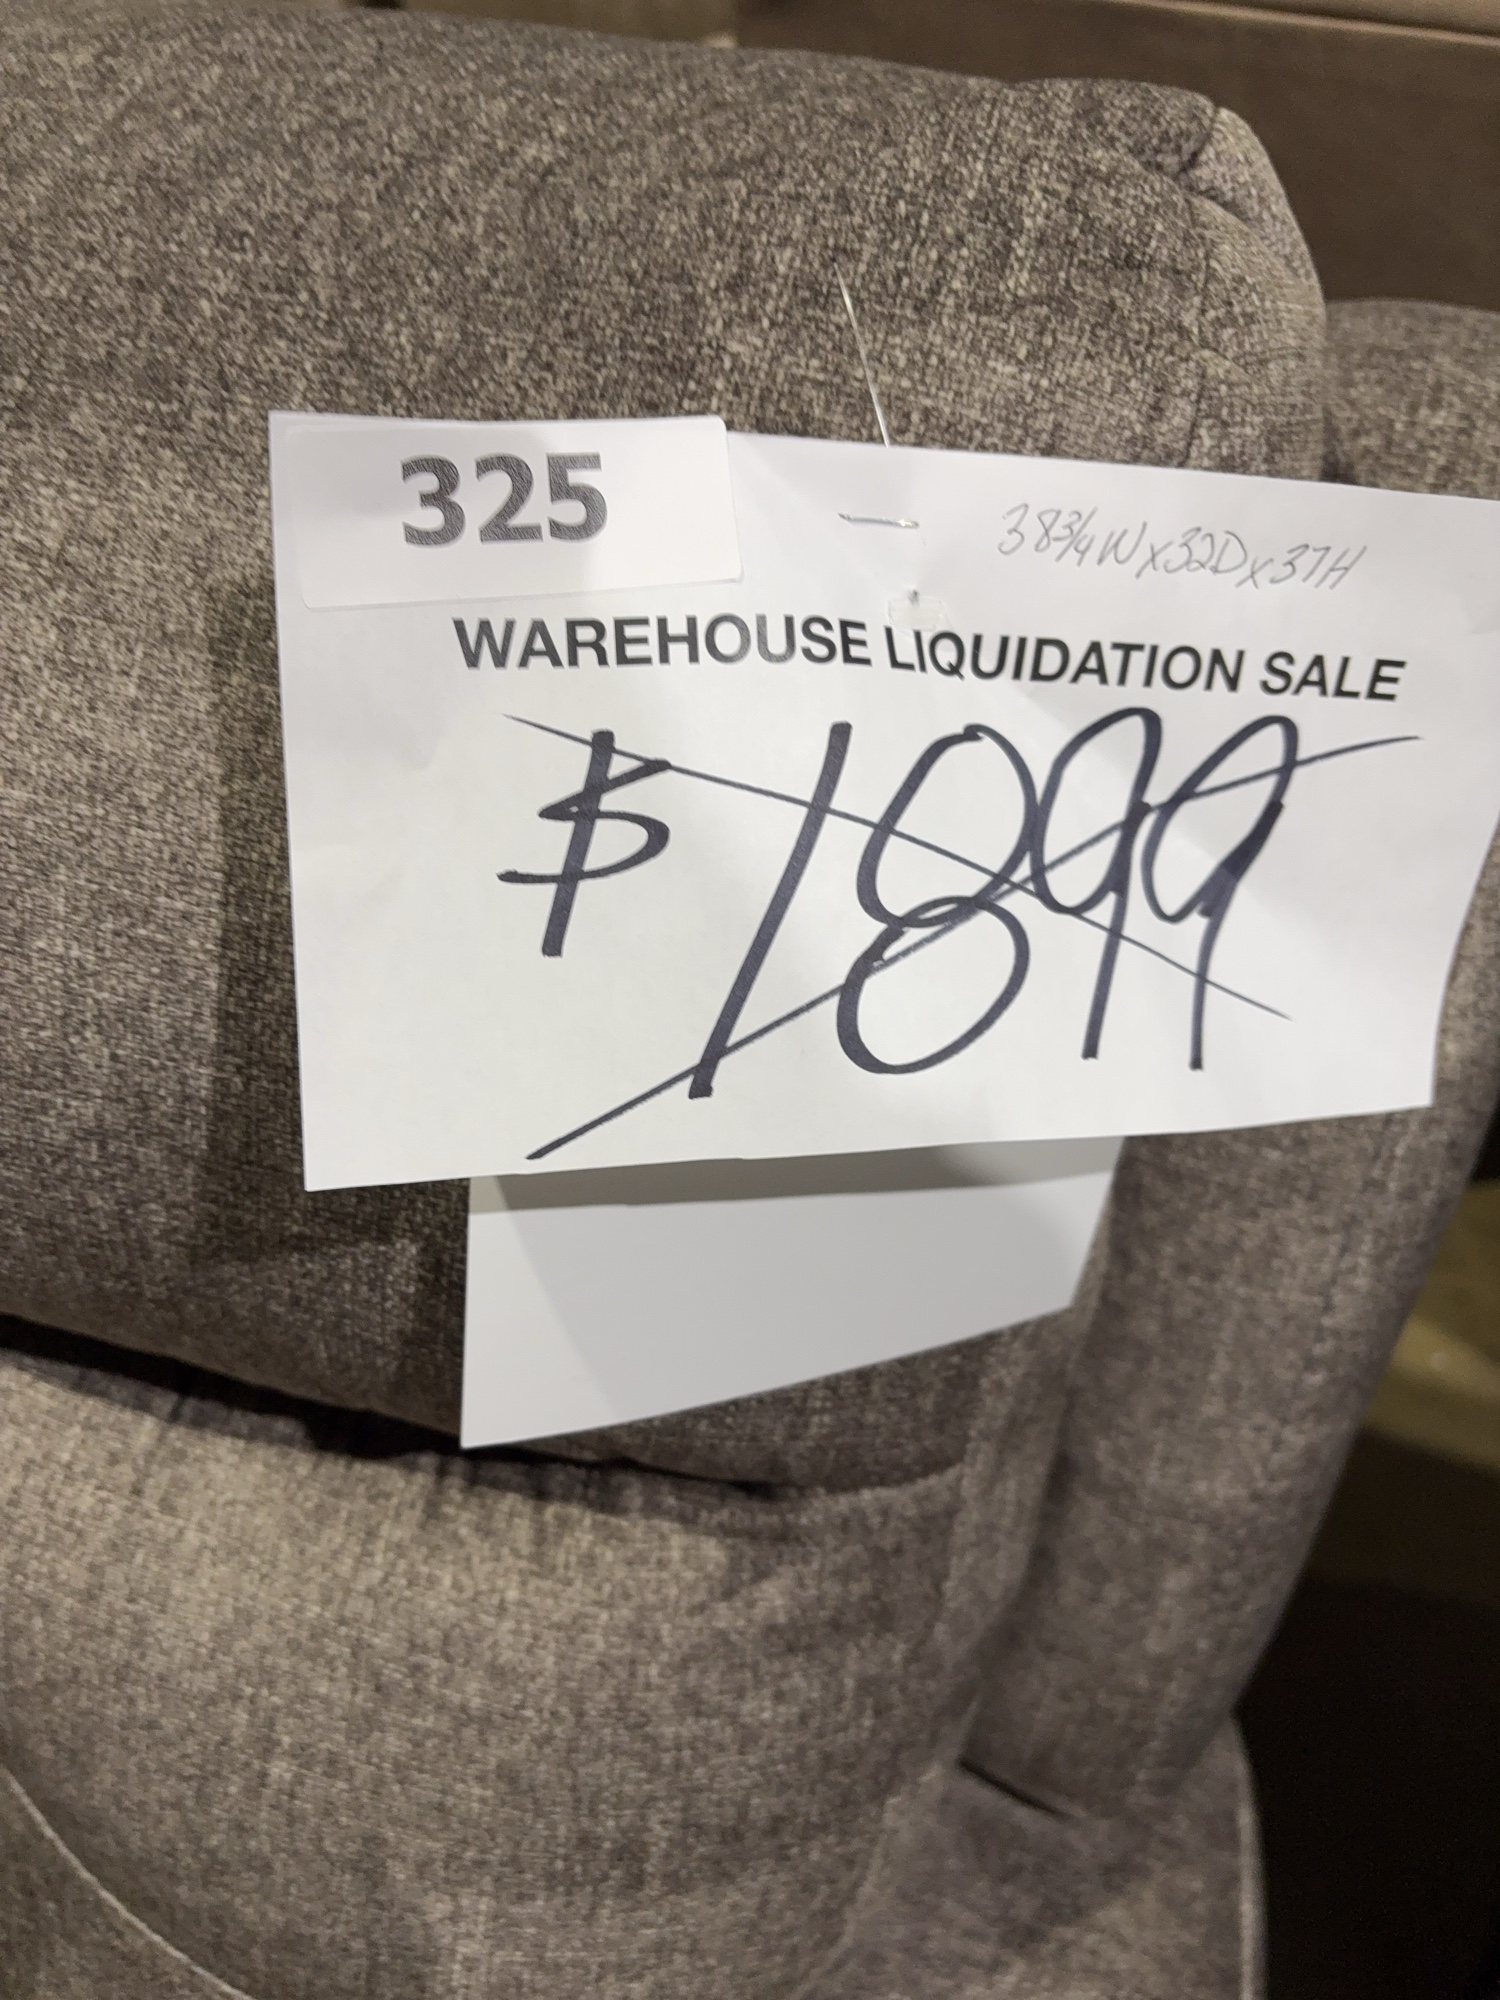 325
38¾W x 32D x 37H
WAREHOUSE LIQUIDATION SALE
$1899